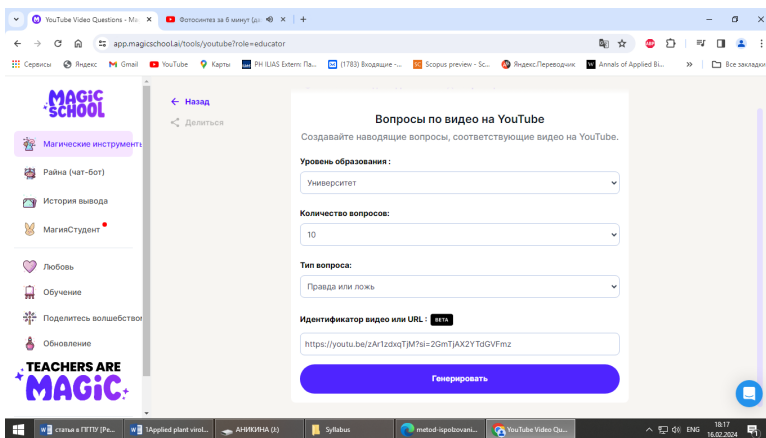 YouTube Video Questions - Ma
Фотосинтез за 6 минут (да
app.magicschool.ai/tools/youtube?role=educator
Сервисы
Яндекс
Gmail
YouTube
Карты
PH ILIAS Extern: Па...
(1783) Входящие -...
Scopus preview - Sc...
Яндекс.Переводчик
Annals of Applied Bi...
»
Все закладки
MAGiC SCHOOL
Магические инструменты
Райна (чат-бот)
История вывода
МагияСтудент
Любовь
Обучение
Поделитесь волшебством
Обновление
TEACHERS ARE
MAGiC.
← Назад
Делиться
Вопросы по видео на YouTube
Создавайте наводящие вопросы, соответствующие видео на YouTube.
Уровень образования :
Университет
Количество вопросов:
10
Тип вопроса:
Правда или ложь
Идентификатор видео или URL : BETA
https://youtu.be/zAr1zdxqTjM?si=2GmTjAX2YTdGVFmz
Генерировать
статья в ПГПУ [Ре...
1Applied plant virol...
АНИКИНА (J:)
Syllabus
metod-ispolzovani...
YouTube Video Qu...
ENG
18:17
16.02.2024